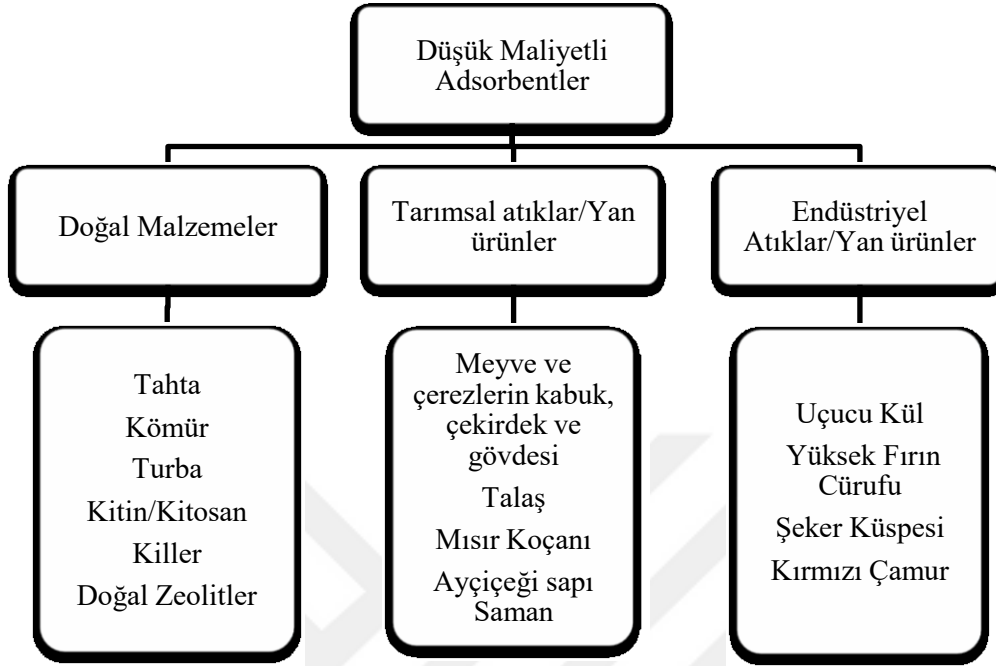 Düşük Maliyetli
Adsorbentler
Doğal Malzemeler
Tarımsal atıklar/Yan
ürünler
Endüstriyel
Atıklar/Yan ürünler
Tahta
Kömür
Turba
Kitin/Kitosan
Killer
Doğal Zeolitler
Meyve ve
çerezlerin kabuk,
çekirdek ve
gövdesi
Talaş
Mısır Koçanı
Ayçiçeği sapı
Saman
Uçucu Kül
Yüksek Fırın
Cürufu
Şeker Küspesi
Kırmızı Çamur